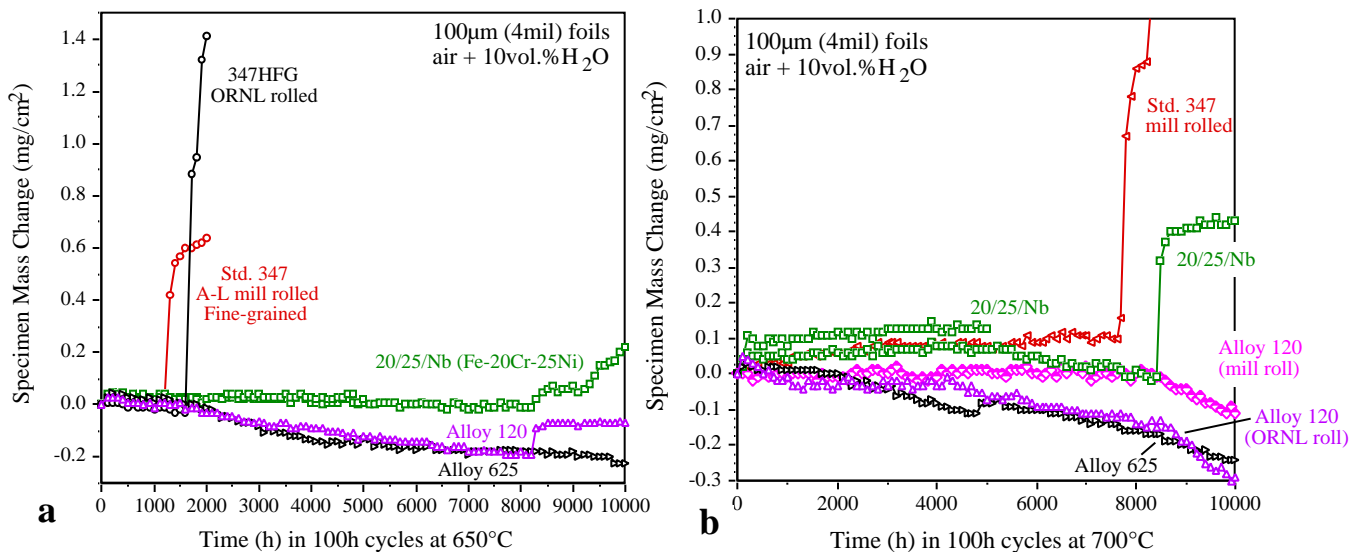 1.4
1.2
1.0
0.8
0.6
0.4
0.2
0.0
-0.2
Specimen Mass Change (mg/cm2)
100µm (4mil) foils
air + 10vol.%H2O
347HFG
ORNL rolled
Std. 347
A-L mill rolled
Fine-grained
20/25/Nb (Fe-20Cr-25Ni)
Alloy 120
Alloy 625
0 1000 2000 3000 4000 5000 6000 7000 8000 9000 10000
a
Time (h) in 100h cycles at 650°C
1.0
0.9
0.8
0.7
0.6
0.5
0.4
0.3
0.2
0.1
0.0
-0.1
-0.2
-0.3
Specimen Mass Change (mg/cm2)
100µm (4mil) foils
air + 10vol.%H2O
Std. 347
mill rolled
20/25/Nb
20/25/Nb
Alloy 120
(mill roll)
Alloy 120
(ORNL roll)
Alloy 625
0 2000 4000 6000 8000 10000
b
Time (h) in 100h cycles at 700°C